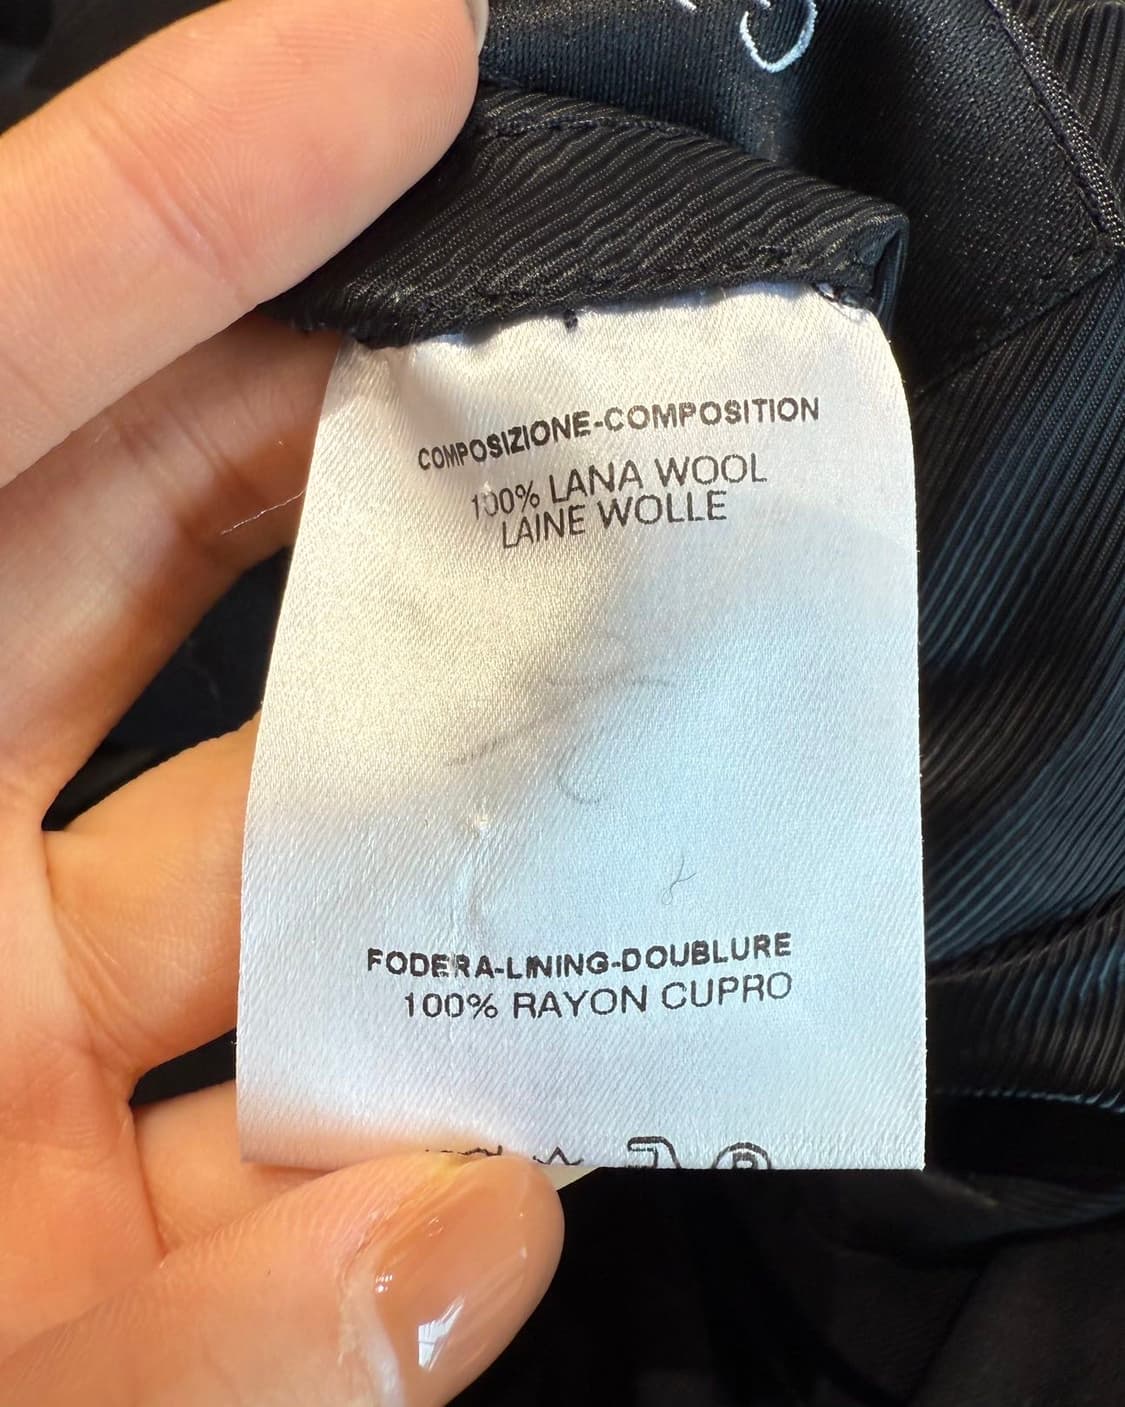 COMPOSIZIONE-COMPOSITION
100% LANA WOOL
LAINE WOLLE
FODERA-LINING-DOUBLURE
100% RAYON CUPRO